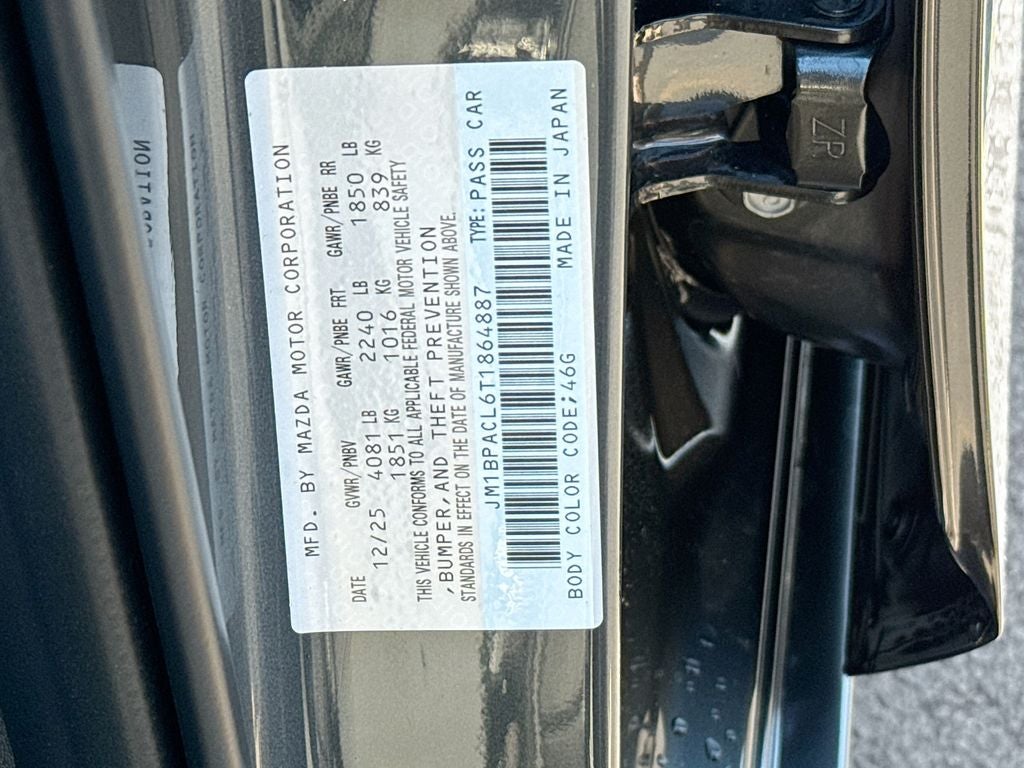 MFD. BY MAZDA MOTOR CORPORATION
DATE GVWR/PNBV GAWR/PNBE FRT GAWR/PNBE RR
12/25 4081 LB 2240 LB 1850 LB
1851 KG 1016 KG 839 KG
THIS VEHICLE CONFORMS TO ALL APPLICABLE FEDERAL MOTOR VEHICLE SAFETY
,BUMPER,AND THEFT PREVENTION
STANDARDS IN EFFECT ON THE DATE OF MANUFACTURE SHOWN ABOVE.
JM1BPACL6T1864887 TYPE:PASS CAR
BODY COLOR CODE;46G MADE IN JAPAN
ZR